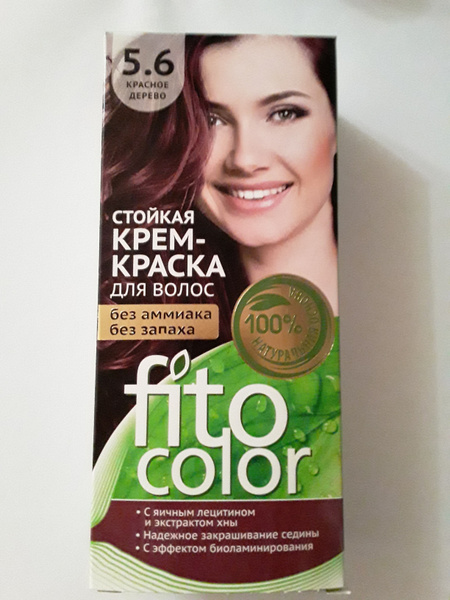 5.6
КРАСНОЕ
ДЕРЕВО
СТОЙКАЯ
КРЕМ-
КРАСКА
ДЛЯ ВОЛОС
без аммиака
без запаха
100%
НАТУРАЛЬНАЯ
fito
color
• С яичным лецитином
и экстрактом хны
• Надежное закрашивание седины
• С эффектом биоламинирования